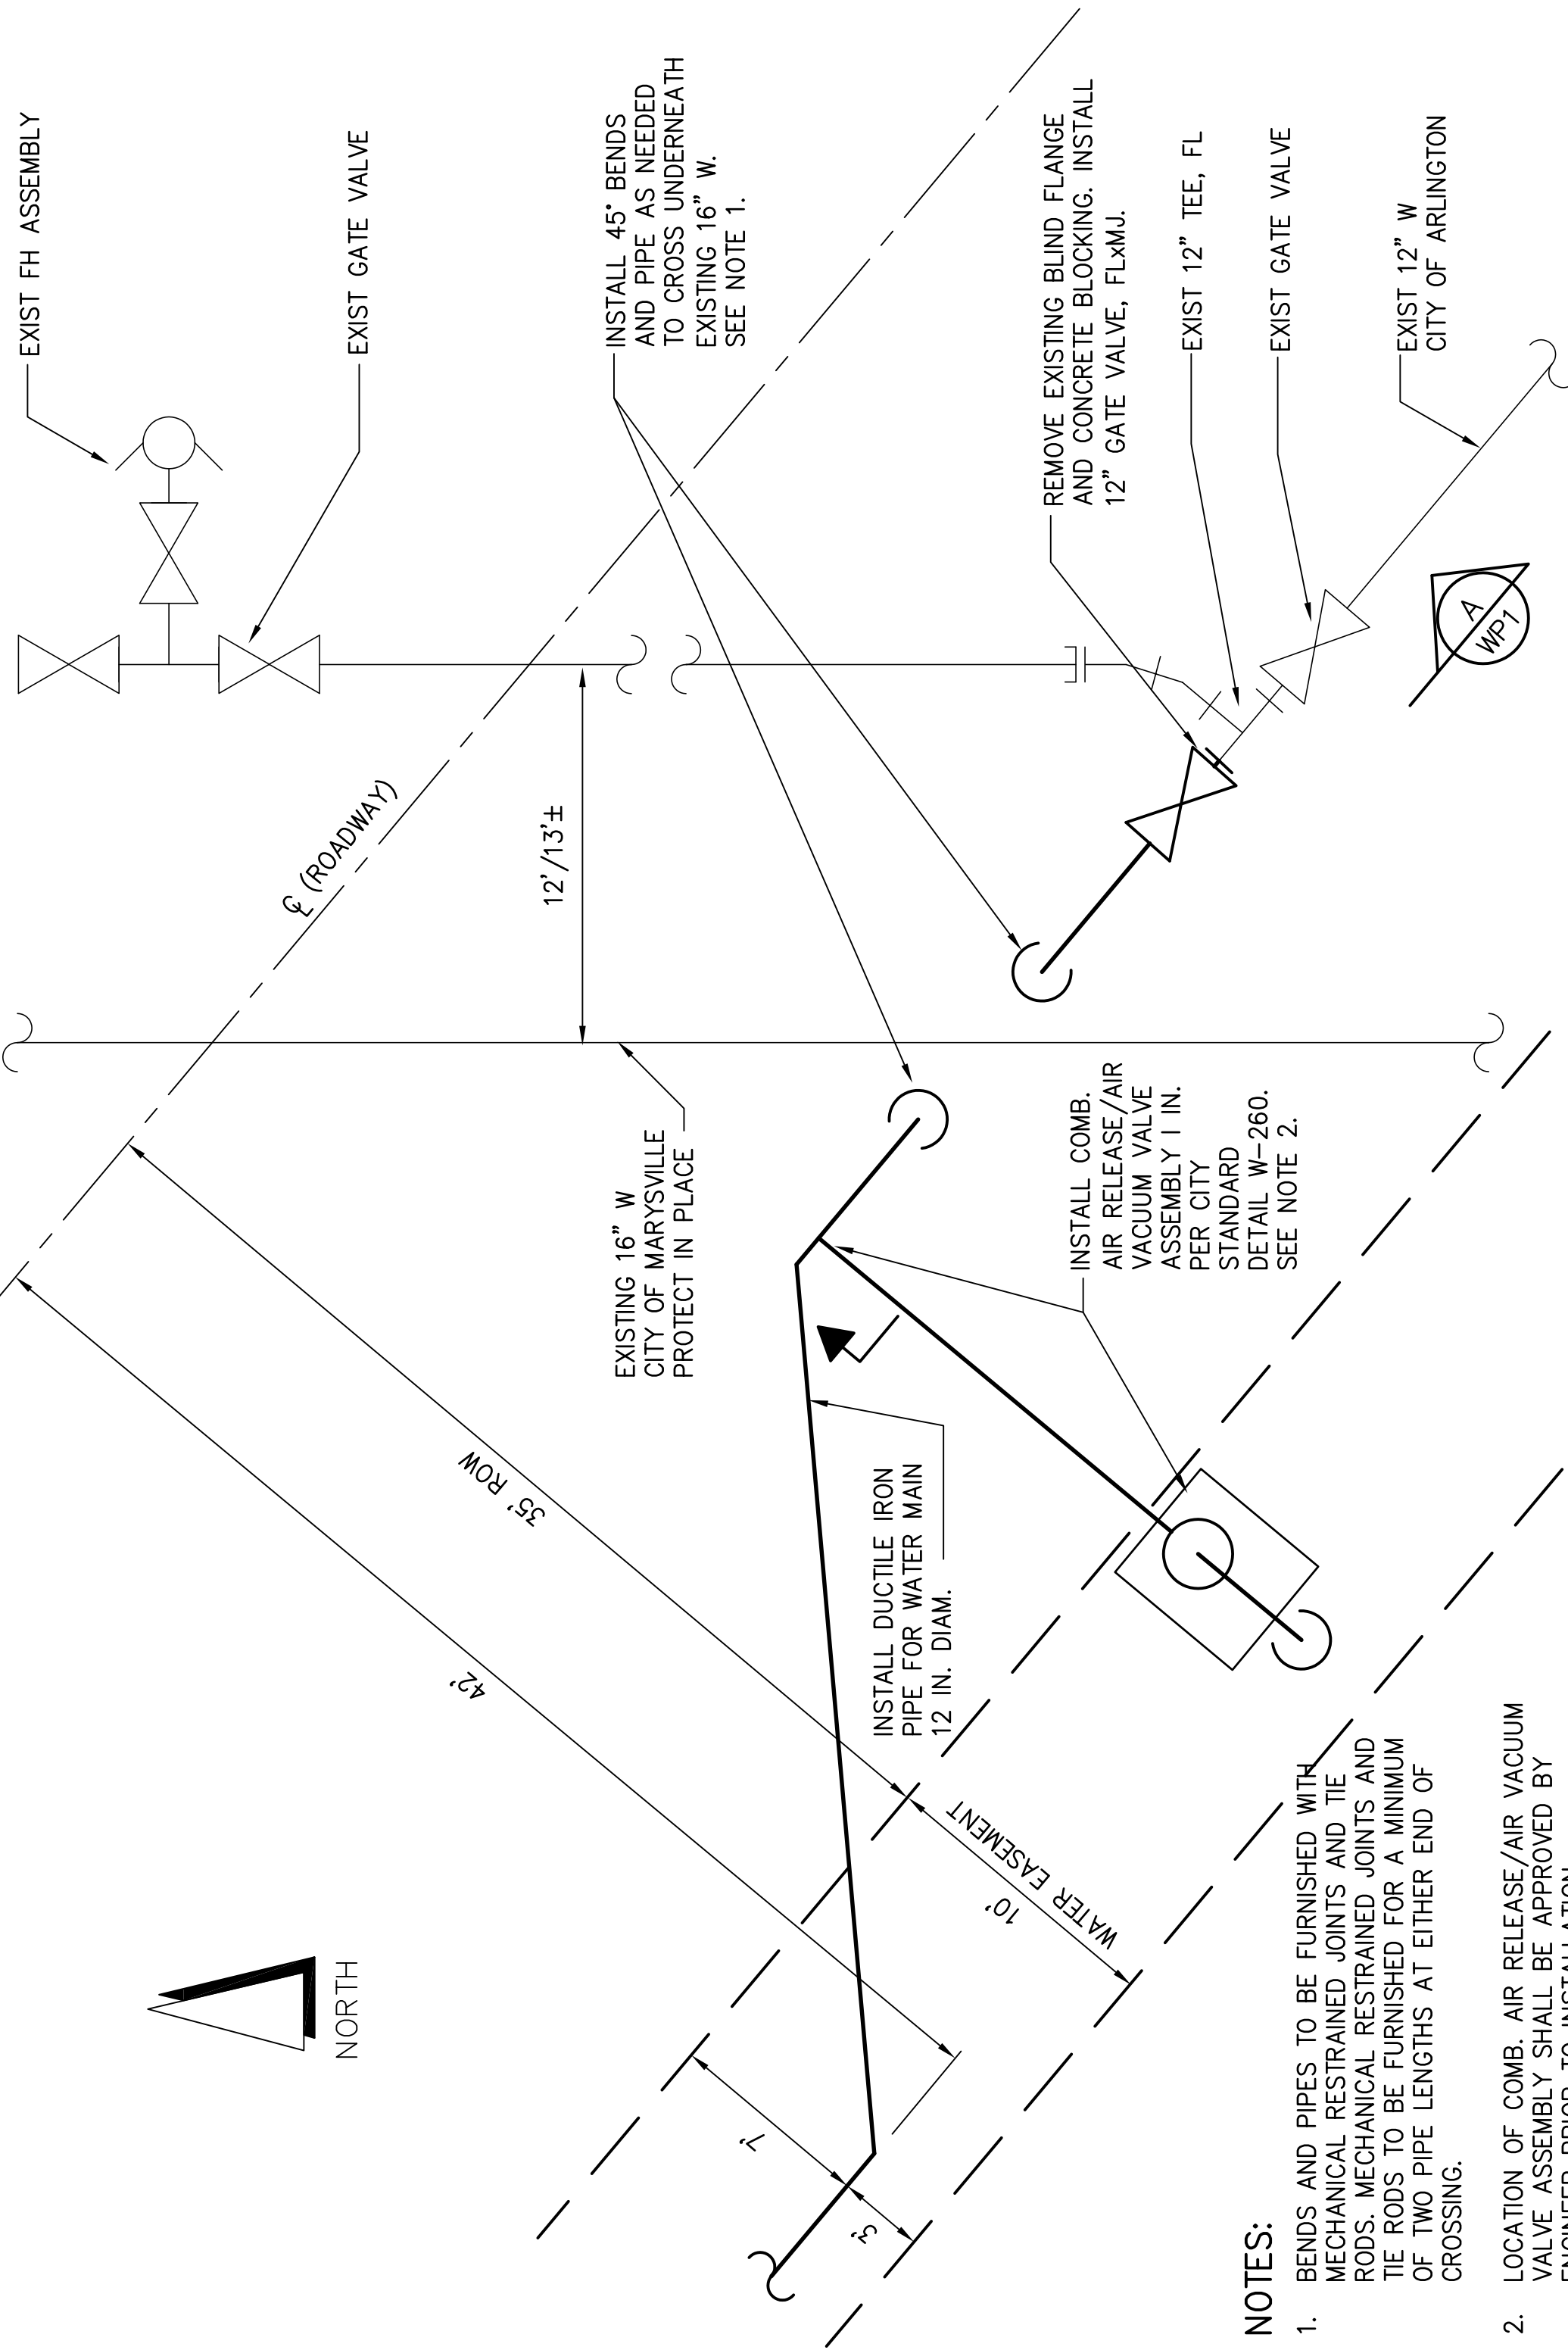 EXIST FH ASSEMBLY
EXIST GATE VALVE
INSTALL 45° BENDS
AND PIPE AS NEEDED
TO CROSS UNDERNEATH
EXISTING 16" W.
SEE NOTE 1.
℄ (ROADWAY)
12'/13'±
REMOVE EXISTING BLIND FLANGE
AND CONCRETE BLOCKING. INSTALL
12" GATE VALVE, FLxMJ.
EXIST 12" TEE, FL
EXIST GATE VALVE
EXIST 12" W
CITY OF ARLINGTON
A
WP1
EXISTING 16" W
CITY OF MARYSVILLE
PROTECT IN PLACE
INSTALL COMB.
AIR RELEASE/AIR
VACUUM VALVE
ASSEMBLY 1 IN.
PER CITY
STANDARD
DETAIL W-260.
SEE NOTE 2.
35' ROW
42'
INSTALL DUCTILE IRON
PIPE FOR WATER MAIN
12 IN. DIAM.
10'
WATER EASEMENT
7'
3'
NORTH
NOTES:
1. BENDS AND PIPES TO BE FURNISHED WITH
MECHANICAL RESTRAINED JOINTS AND TIE
RODS. MECHANICAL RESTRAINED JOINTS AND
TIE RODS TO BE FURNISHED FOR A MINIMUM
OF TWO PIPE LENGTHS AT EITHER END OF
CROSSING.
2. LOCATION OF COMB. AIR RELEASE/AIR VACUUM
VALVE ASSEMBLY SHALL BE APPROVED BY
ENGINEER PRIOR TO INSTALLATION